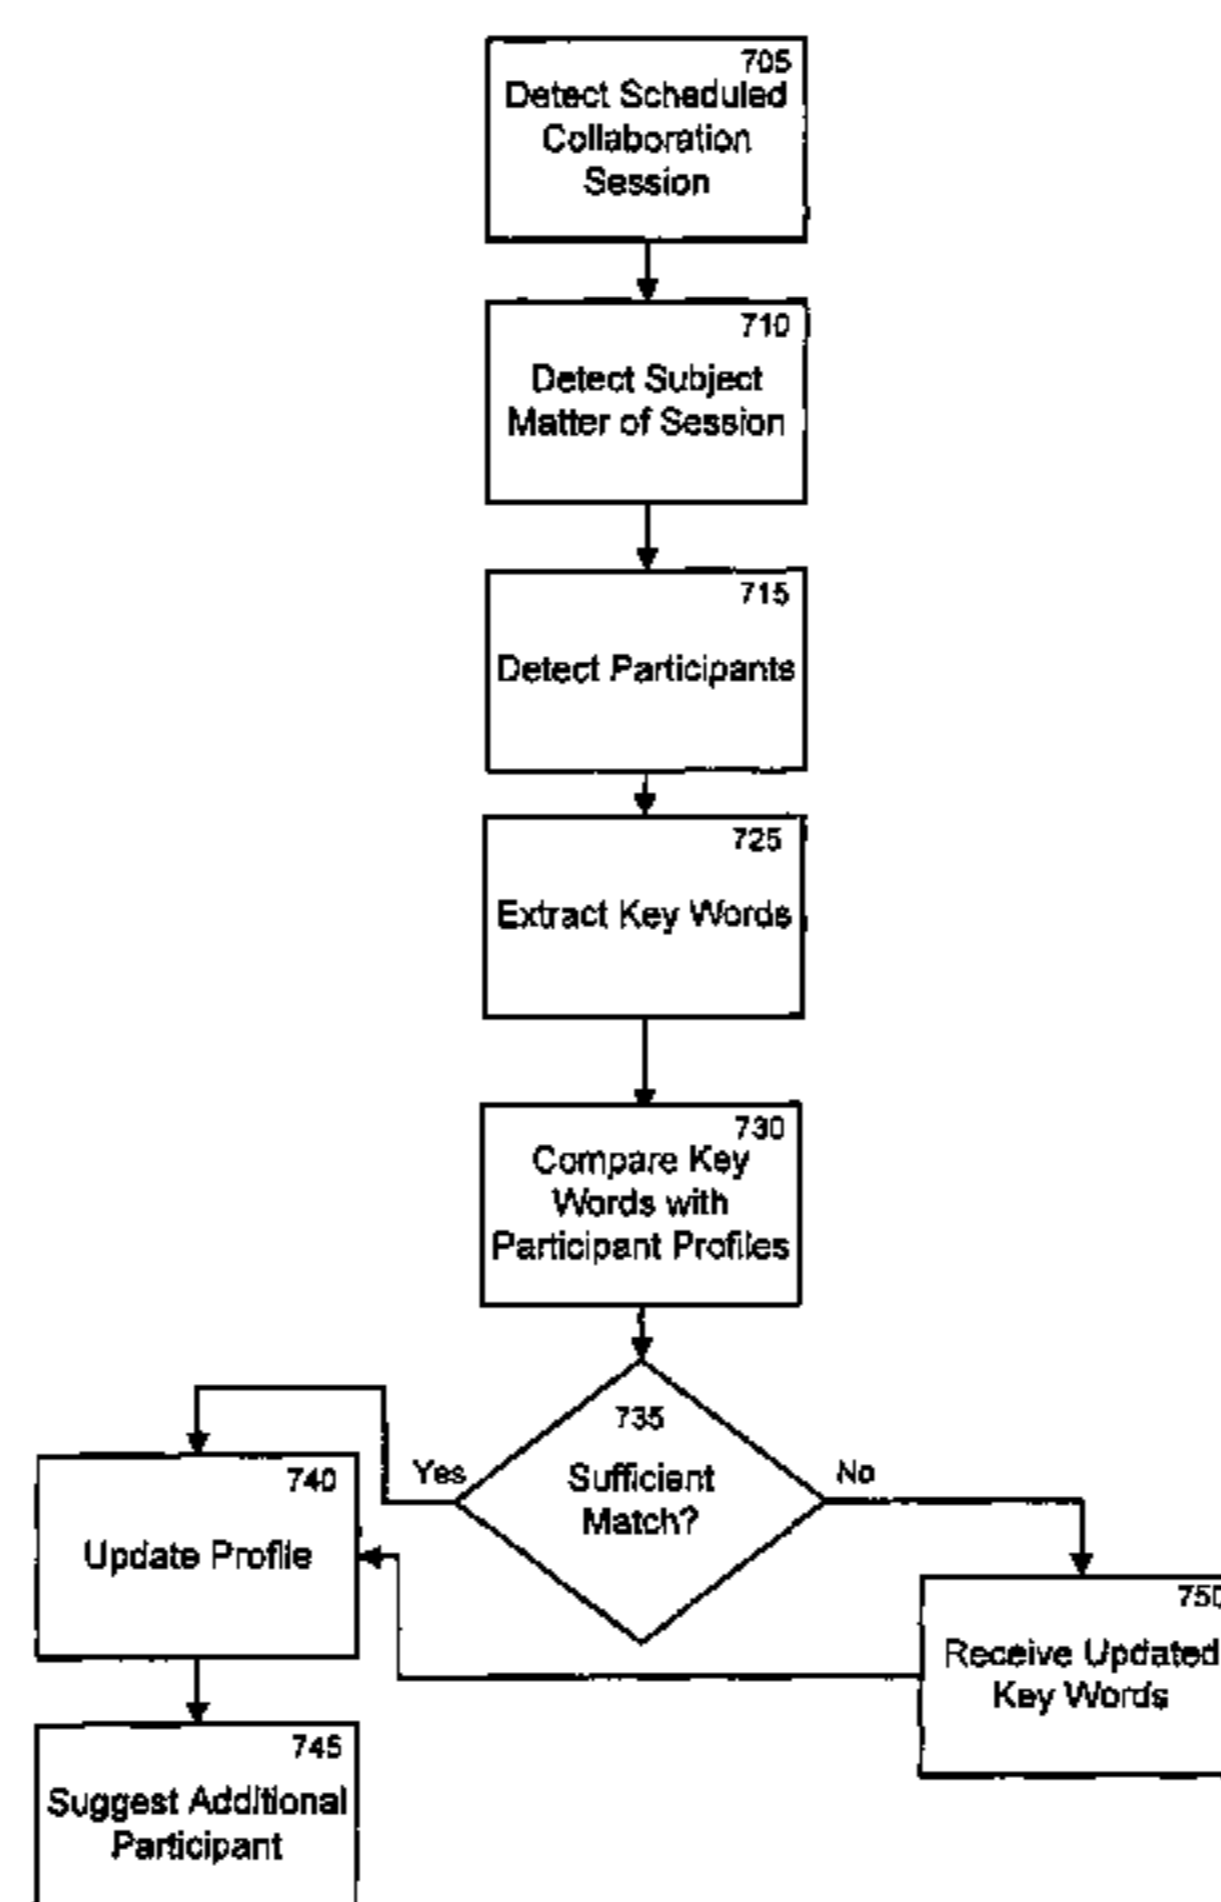 705
Detect Scheduled
Collaboration
Session
710
Detect Subject
Matter of Session
715
Detect Participants
725
Extract Key Words
730
Compare Key
Words with
Participant Profiles
735
Sufficient
Match?
Yes
No
740
Update Profile
750
Receive Updated
Key Words
745
Suggest Additional
Participant